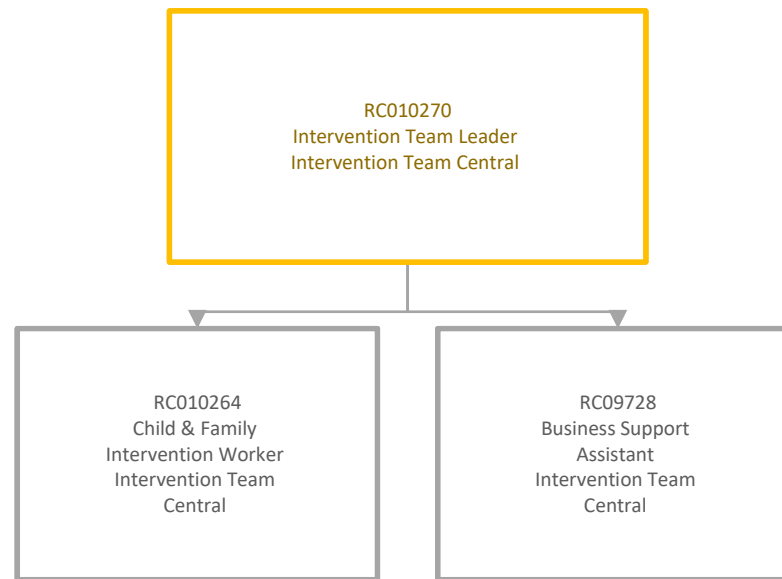 RC010270
Intervention Team Leader
Intervention Team Central
RC010264
Child & Family
Intervention Worker
Intervention Team
Central
RC09728
Business Support
Assistant
Intervention Team
Central